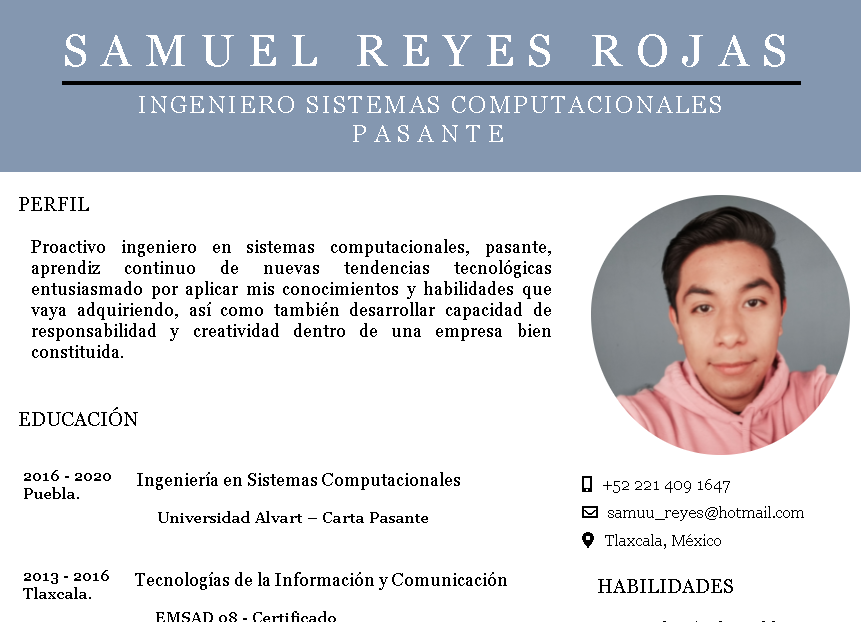 SAMUEL REYES ROJAS
INGENIERO SISTEMAS COMPUTACIONALES
PASANTE
PERFIL
Proactivo ingeniero en sistemas computacionales, pasante,
aprendiz continuo de nuevas tendencias tecnológicas
entusiasmado por aplicar mis conocimientos y habilidades que
vaya adquiriendo, así como también desarrollar capacidad de
responsabilidad y creatividad dentro de una empresa bien
constituida.
EDUCACIÓN
2016 - 2020
Puebla.
Ingeniería en Sistemas Computacionales
Universidad Alvart – Carta Pasante
2013 - 2016
Tlaxcala.
Tecnologías de la Información y Comunicación
EMSAD 08 - Certificado
+52 221 409 1647
samuu_reyes@hotmail.com
Tlaxcala, México
HABILIDADES